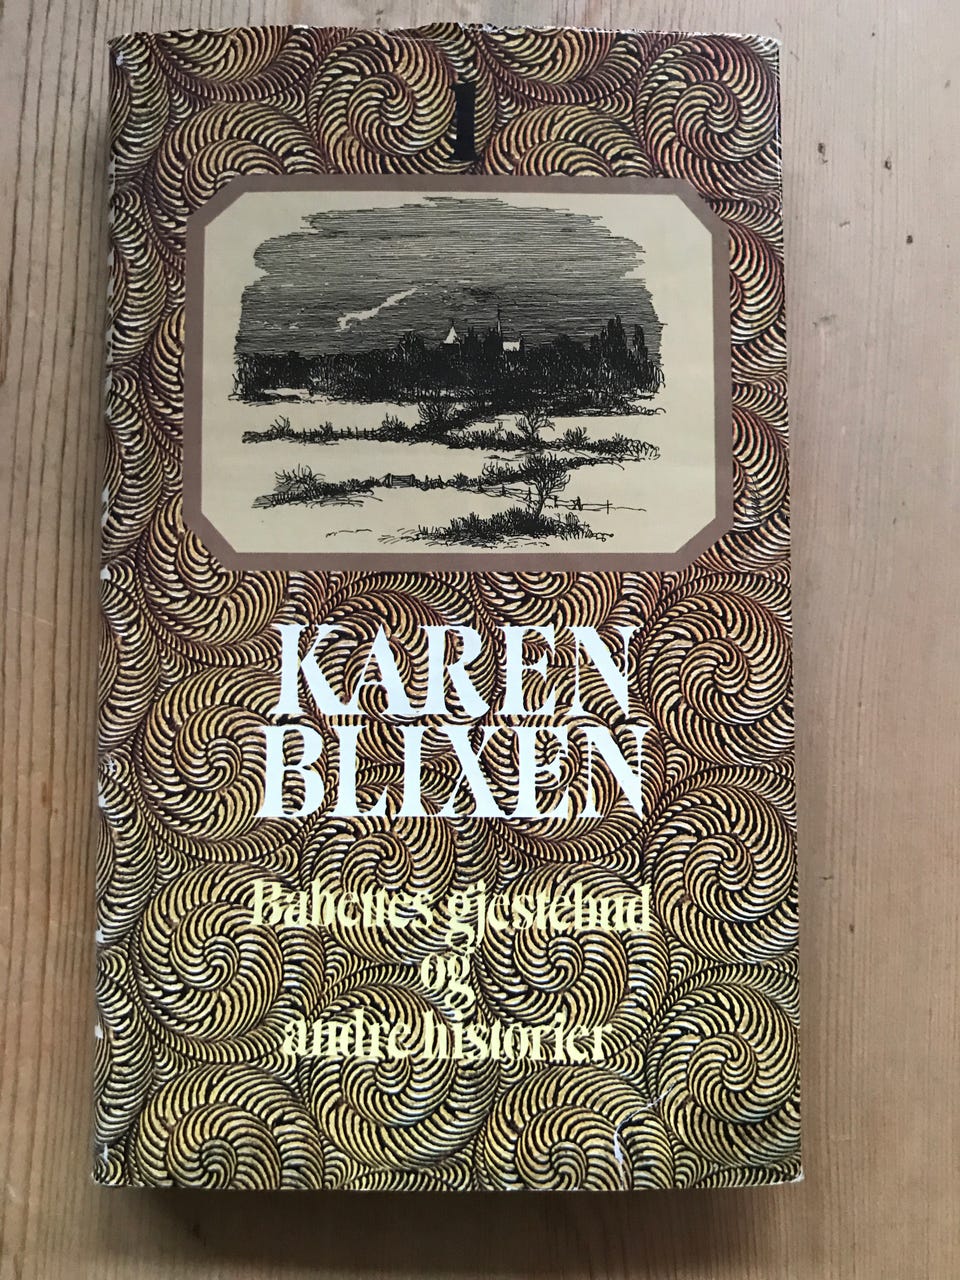 1
KAREN
BLIXEN
Babettes gjestebud
og
andre historier